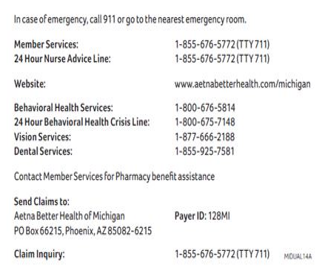 In case of emergency, call 911 or go to the nearest emergency room.
Member Services: 1-855-676-5772 (TTY 711)
24 Hour Nurse Advice Line: 1-855-676-5772 (TTY 711)
Website: www.aetnabetterhealth.com/michigan
Behavioral Health Services: 1-800-676-5814
24 Hour Behavioral Health Crisis Line: 1-800-675-7148
Vision Services: 1-877-666-2188
Dental Services: 1-855-925-7581
Contact Member Services for Pharmacy benefit assistance
Send Claims to:
Aetna Better Health of Michigan Payer ID: 128MI
PO Box 66215, Phoenix, AZ 85082-6215
Claim Inquiry: 1-855-676-5772 (TTY 711) MIDUAL14A